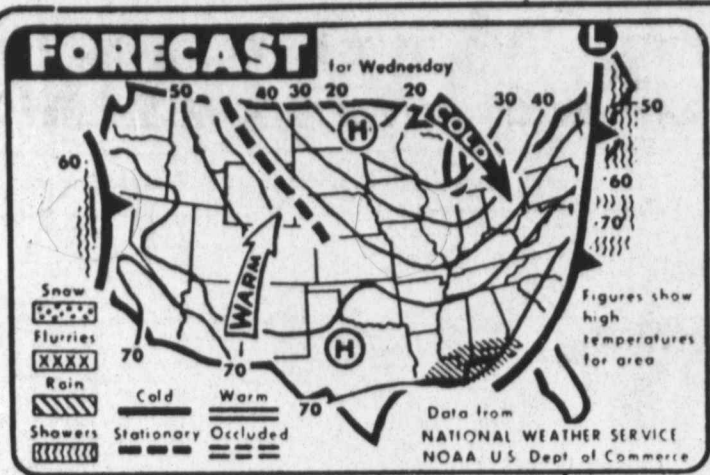 FORECAST
for Wednesday
L
50 40 30 20 20 30 40 50
H
COLD
60
60
70
WARM
Snow
Flurries
XXXX
Rain
Showers
70
70
70
H
Figures show
high
temperatures
for area
Cold Warm
Stationary Occluded
Data from
NATIONAL WEATHER SERVICE
NOAA US Dept. of Commerce